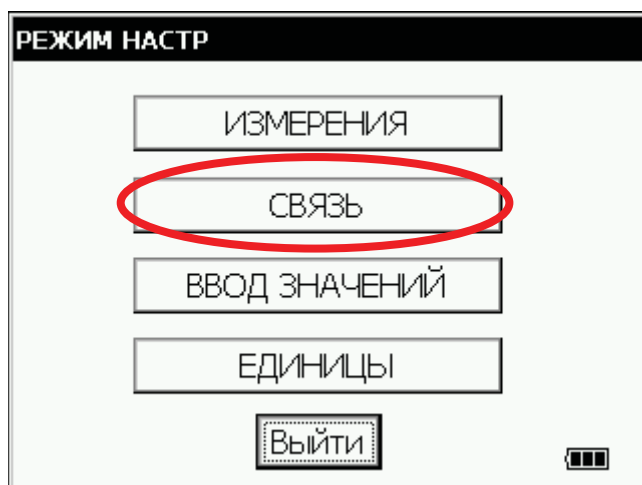 РЕЖИМ НАСТР
ИЗМЕРЕНИЯ
СВЯЗЬ
ВВОД ЗНАЧЕНИЙ
ЕДИНИЦЫ
Выйти